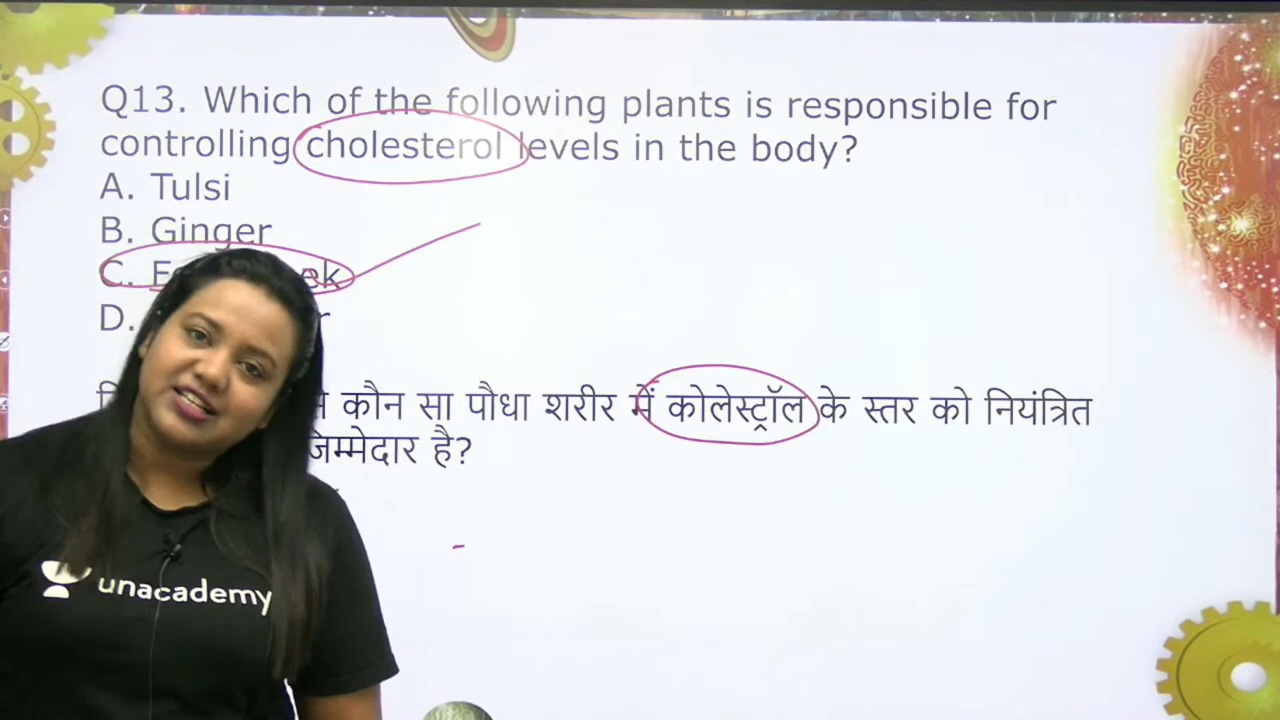 Q13. Which of the following plants is responsible for
controlling cholesterol levels in the body?
A. Tulsi
B. Ginger
C.
D.
कौन सा पौधा शरीर में कोलेस्ट्रॉल के स्तर को नियंत्रित
जिम्मेदार है?
unacademy